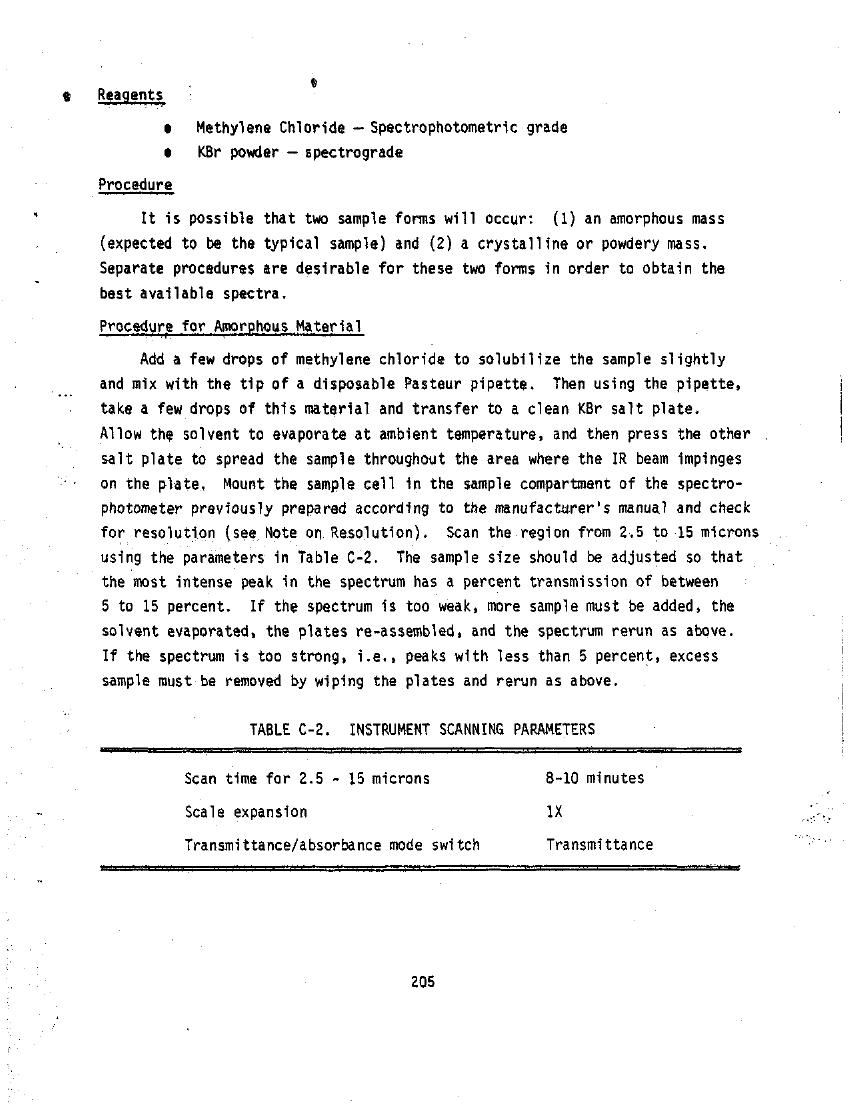 • Reagents
• Methylene Chloride — Spectrophotometric grade
• KBr powder — spectrograde
Procedure
It is possible that two sample forms will occur: (1) an amorphous mass
(expected to be the typical sample) and (2) a crystalline or powdery mass.
Separate procedures are desirable for these two forms in order to obtain the
best available spectra.
Procedure for Amorphous Material
Add a few drops of methylene chloride to solubilize the sample slightly
and mix with the tip of a disposable Pasteur pipette. Then using the pipette,
take a few drops of this material and transfer to a clean KBr salt plate.
Allow the solvent to evaporate at ambient temperature, and then press the other
salt plate to spread the sample throughout the area where the IR beam impinges
on the plate. Mount the sample cell in the sample compartment of the spectro-
photometer previously prepared according to the manufacturer's manual and check
for resolution (see Note on Resolution). Scan the region from 2.5 to 15 microns
using the parameters in Table C-2. The sample size should be adjusted so that
the most intense peak in the spectrum has a percent transmission of between
5 to 15 percent. If the spectrum is too weak, more sample must be added, the
solvent evaporated, the plates re-assembled, and the spectrum rerun as above.
If the spectrum is too strong, i.e., peaks with less than 5 percent, excess
sample must be removed by wiping the plates and rerun as above.
TABLE C-2. INSTRUMENT SCANNING PARAMETERS
Scan time for 2.5 - 15 microns 8-10 minutes
Scale expansion 1X
Transmittance/absorbance mode switch Transmittance
205